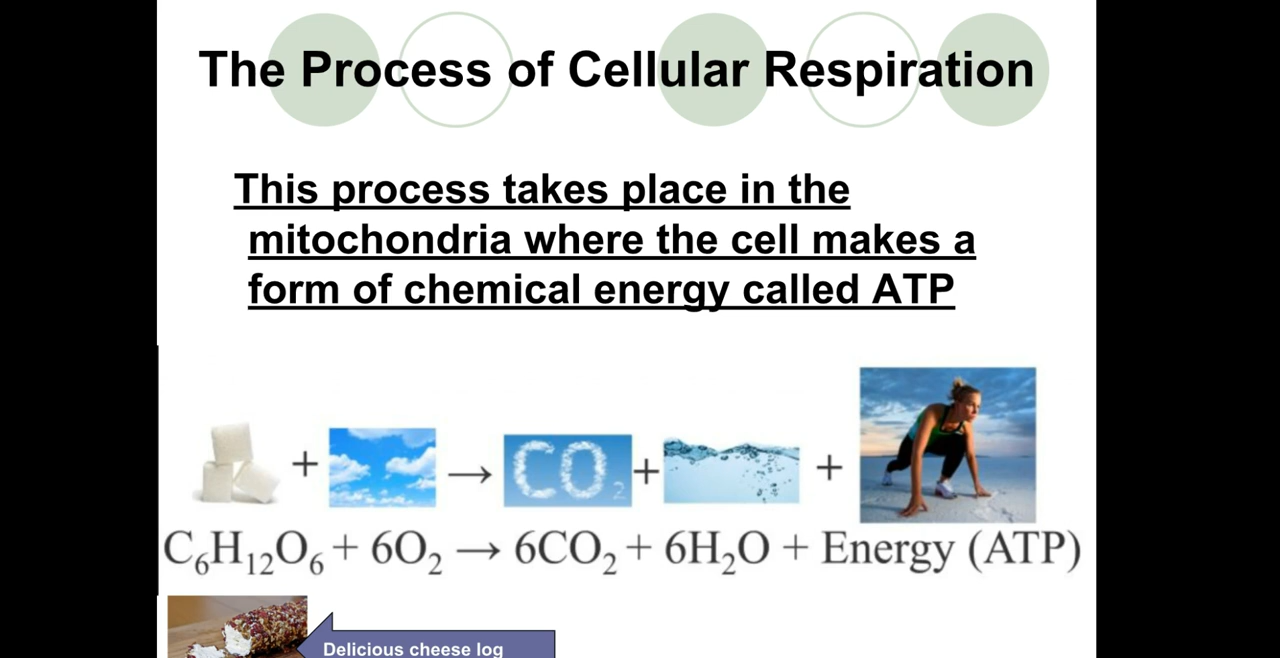 The Process of Cellular Respiration
This process takes place in the
mitochondria where the cell makes a
form of chemical energy called ATP
+ → CO₂ + +
C₆H₁₂O₆ + 6O₂ → 6CO₂ + 6H₂O + Energy (ATP)
Delicious cheese log